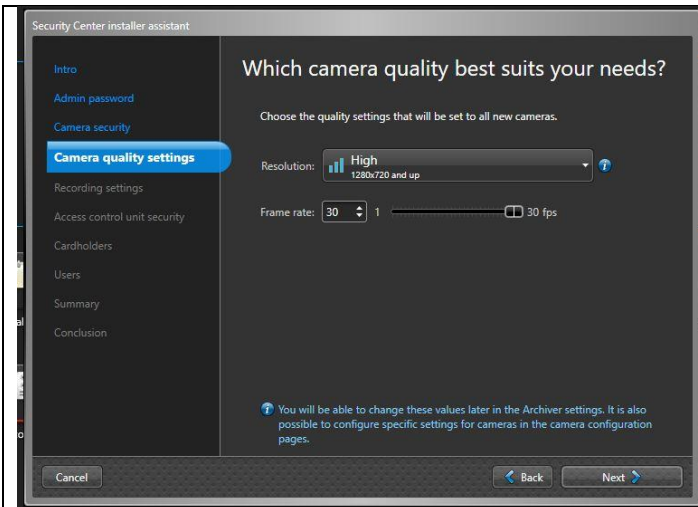 Security Center installer assistant
Intro
Admin password
Camera security
Camera quality settings
Recording settings
Access control unit security
Cardholders
Users
Summary
Conclusion
Which camera quality best suits your needs?
Choose the quality settings that will be set to all new cameras.
Resolution: High
1280x720 and up
Frame rate: 30 1 30 fps
You will be able to change these values later in the Archiver settings. It is also
possible to configure specific settings for cameras in the camera configuration
pages.
Cancel Back Next